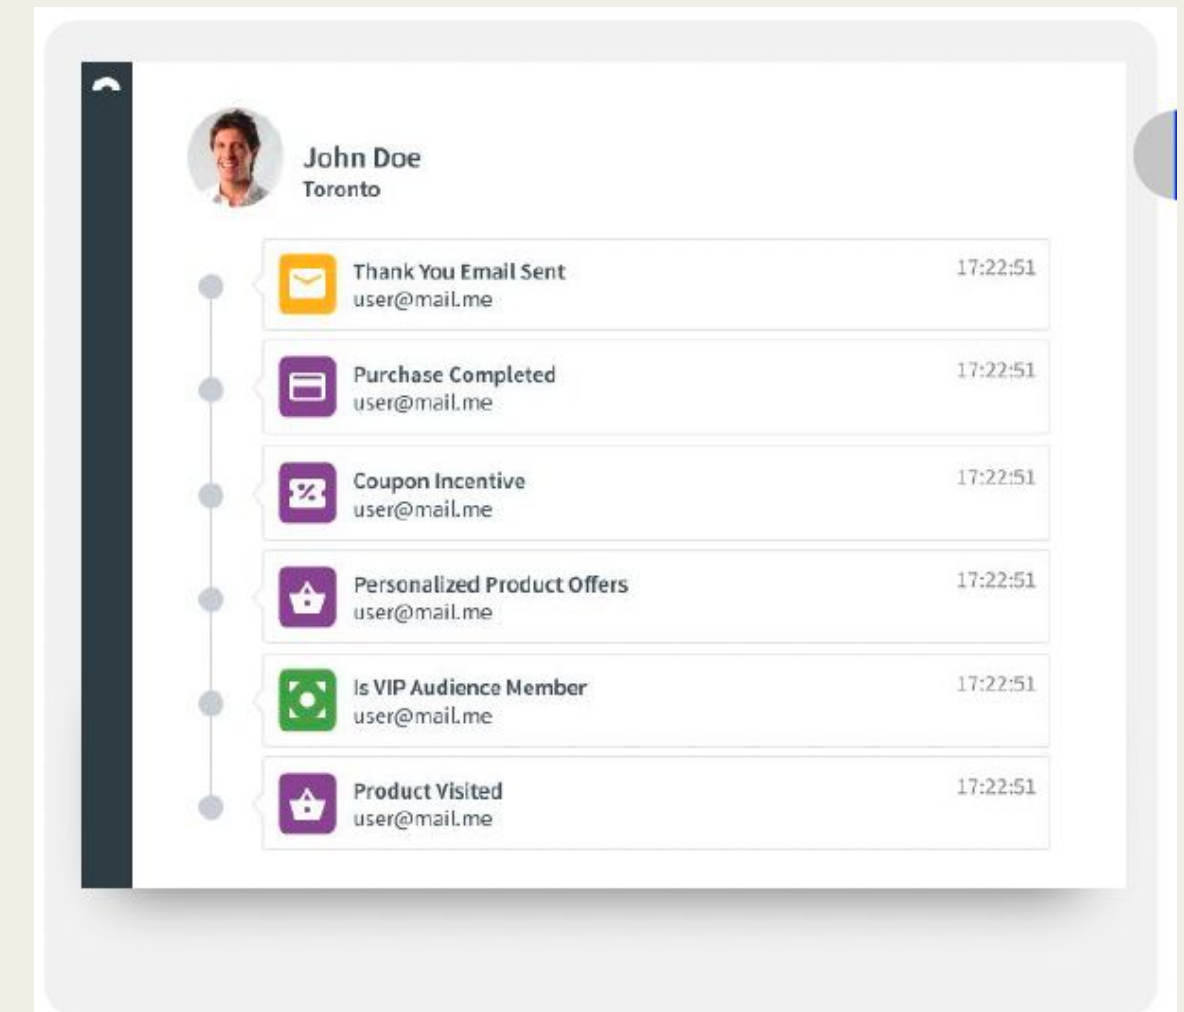 John Doe
Toronto
Thank You Email Sent
17:22:51
user@mail.me
Purchase Completed
17:22:51
user@mail.me
Coupon Incentive
17:22:51
user@mail.me
Personalized Product Offers
17:22:51
user@mail.me
Is VIP Audience Member
17:22:51
user@mail.me
Product Visited
17:22:51
user@mail.me